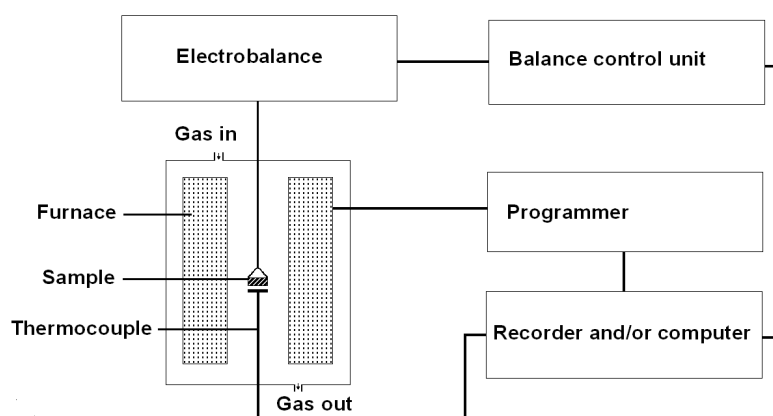 Electrobalance
Balance control unit
Gas in
Furnace
Programmer
Sample
Thermocouple
Recorder and/or computer
Gas out